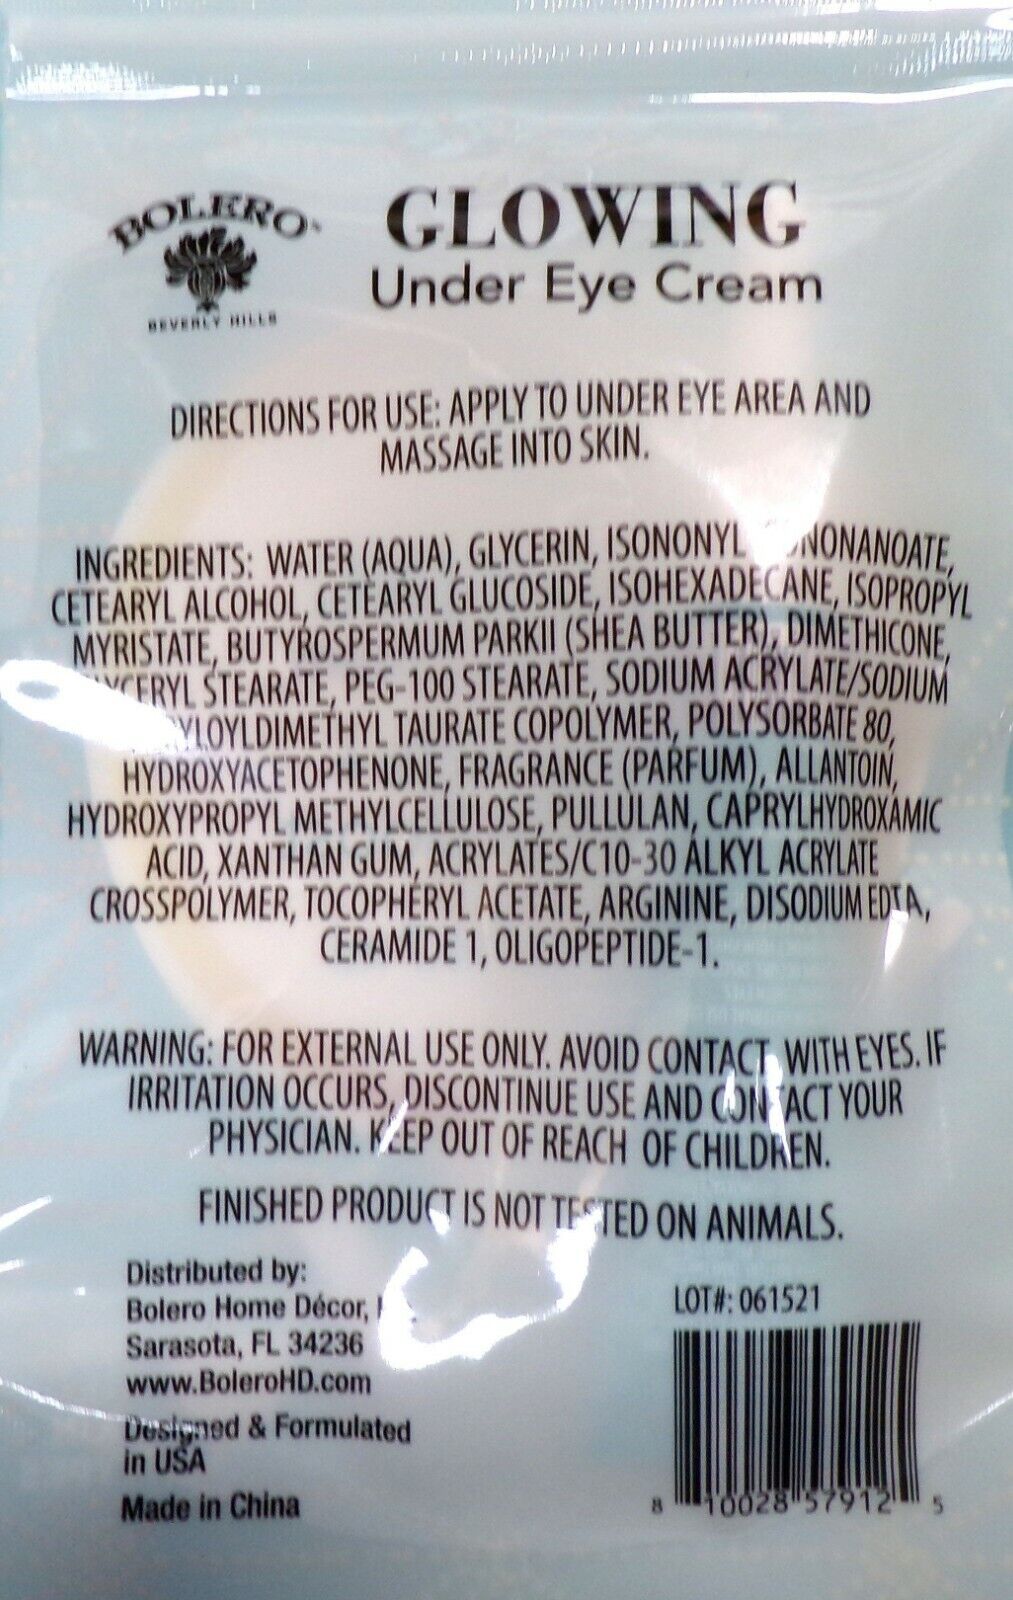 BOLERO™
BEVERLY HILLS
GLOWING
Under Eye Cream
DIRECTIONS FOR USE: APPLY TO UNDER EYE AREA AND
MASSAGE INTO SKIN.
INGREDIENTS: WATER (AQUA), GLYCERIN, ISONONYL
CETEARYL ALCOHOL, CETEARYL GLUCOSIDE, ISOHEXADECANE, ISOPROPYL
MYRISTATE, BUTYROSPERMUM PARKII (SHEA BUTTER), DIMETHICONE,
STEARATE, PEG-100 STEARATE, SODIUM ACRYLATE/SODIUM
TAURATE COPOLYMER, POLYSORBATE 80,
HYDROXYACETOPHENONE, FRAGRANCE (PARFUM), ALLANTOIN,
HYDROXYPROPYL METHYLCELLULOSE, PULLULAN, CAPRYLHYDROXAMIC
ACID, XANTHAN GUM, ACRYLATES/C10-30 ALKYL ACRYLATE
CROSSPOLYMER, TOCOPHERYL ACETATE, ARGININE, DISODIUM EDTA,
CERAMIDE 1, OLIGOPEPTIDE-1.
WARNING: FOR EXTERNAL USE ONLY. AVOID CONTACT WITH EYES. IF
IRRITATION OCCURS, DISCONTINUE USE AND CONTACT YOUR
PHYSICIAN. KEEP OUT OF REACH OF CHILDREN.
FINISHED PRODUCT IS NOT TESTED ON ANIMALS.
Distributed by:
Bolero Home Décor,
Sarasota, FL 34236
www.BoleroHD.com
Designed & Formulated
in USA
Made in China
LOT#: 061521
8 10028 57912 5